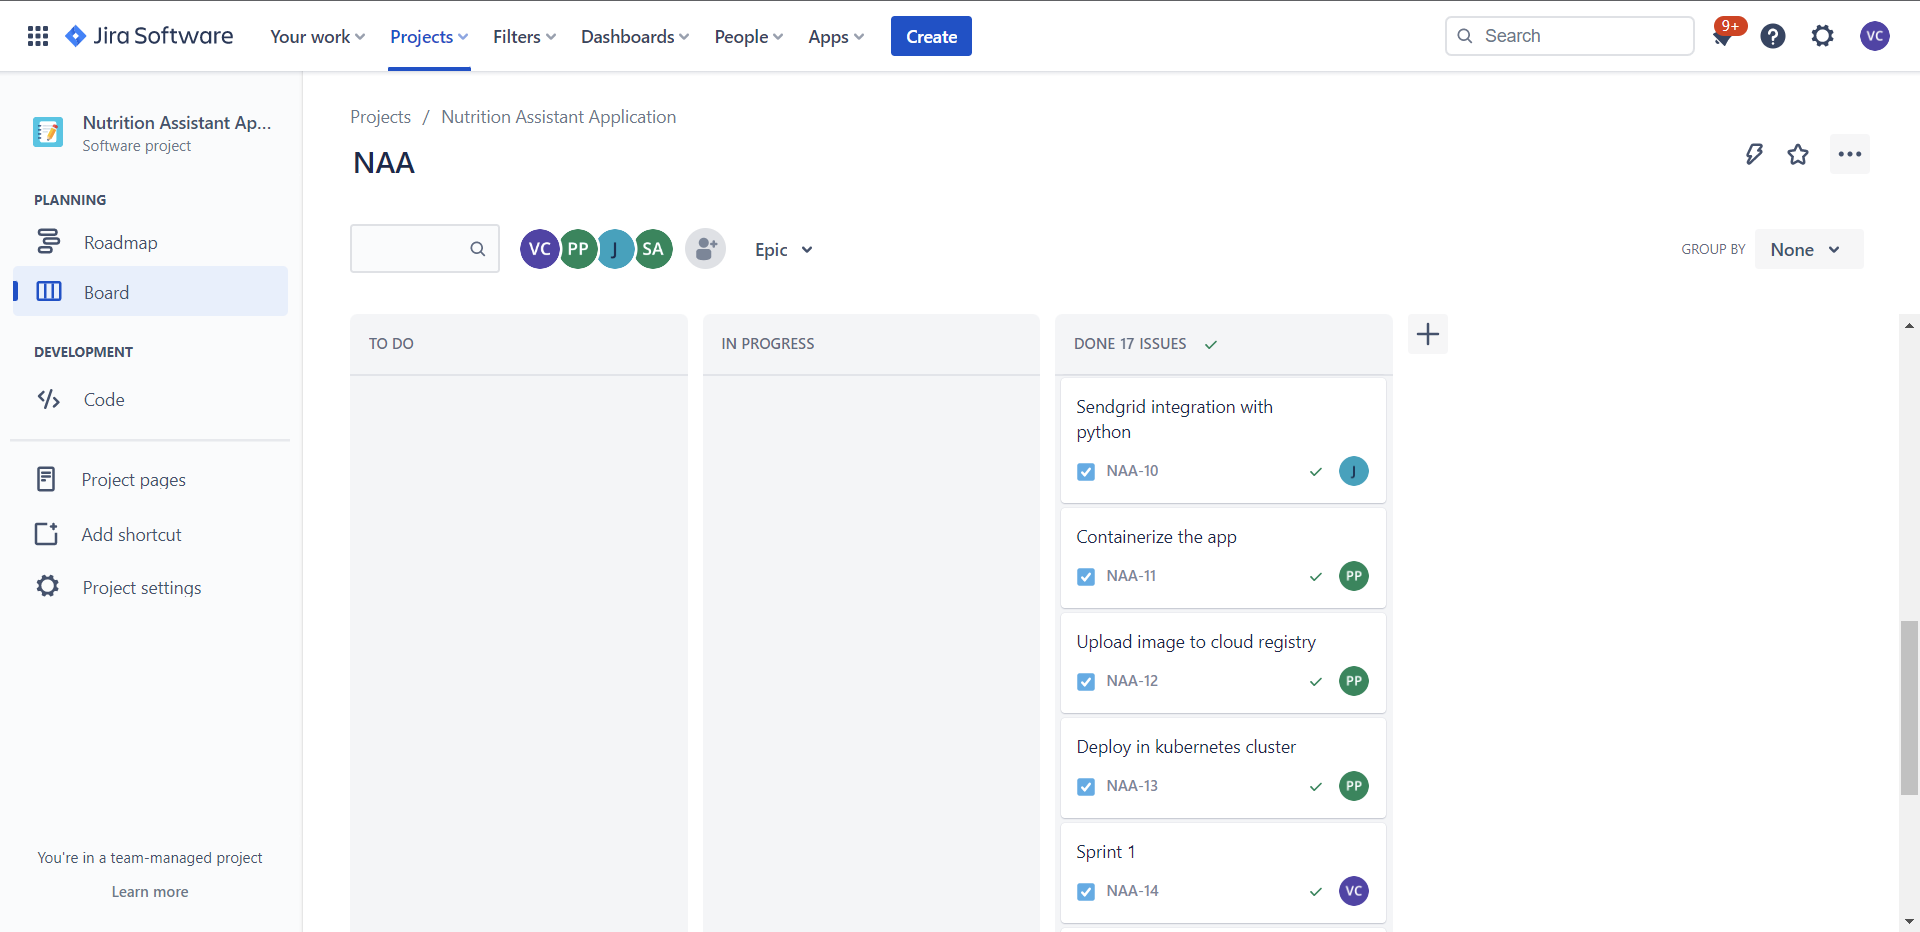 Jira Software
Your work
Projects
Filters
Dashboards
People
Apps
Create
Search
9+
VC
Nutrition Assistant Ap...
Software project
PLANNING
Roadmap
Board
DEVELOPMENT
Code
Project pages
Add shortcut
Project settings
You're in a team-managed project
Learn more
Projects / Nutrition Assistant Application
NAA
VC PP J SA
Epic
GROUP BY None
TO DO
IN PROGRESS
DONE 17 ISSUES
Sendgrid integration with
python
NAA-10 J
Containerize the app
NAA-11 PP
Upload image to cloud registry
NAA-12 PP
Deploy in kubernetes cluster
NAA-13 PP
Sprint 1
NAA-14 VC